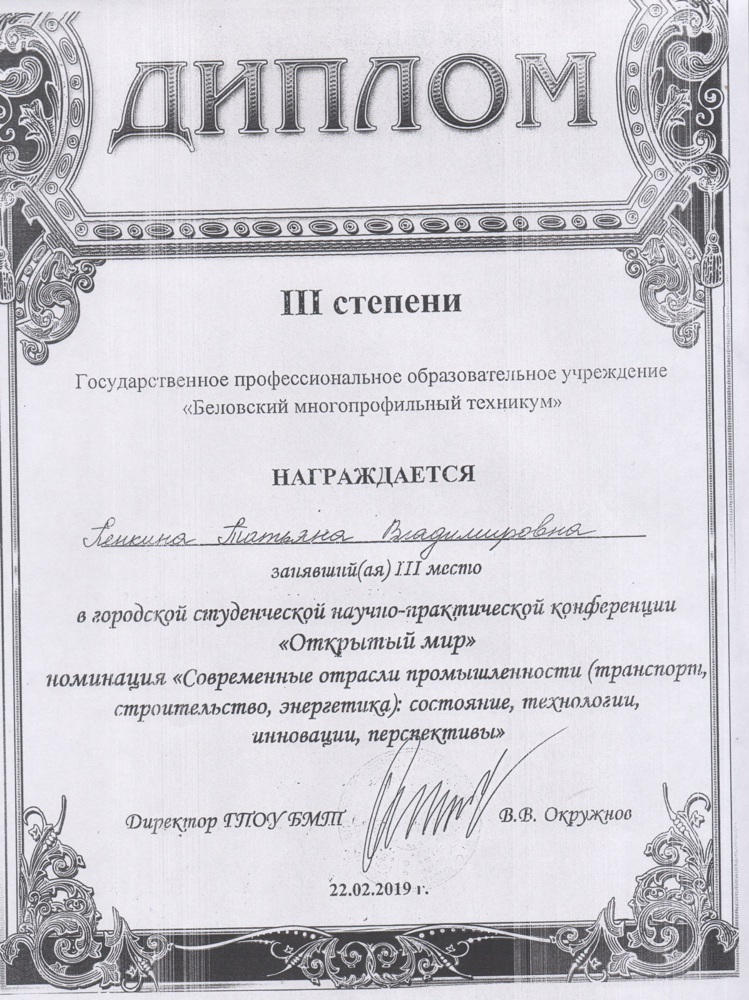 ДИПЛОМ
III степени
Государственное профессиональное образовательное учреждение
«Беловский многопрофильный техникум»
НАГРАЖДАЕТСЯ
Пенкина Татьяна Владимировна
занявший(ая) III место
в городской студенческой научно-практической конференции
«Открытый мир»
номинация «Современные отрасли промышленности (транспорт,
строительство, энергетика): состояние, технологии,
инновации, перспективы»
Директор ГПОУ БМТ В.В. Окружнов
22.02.2019 г.